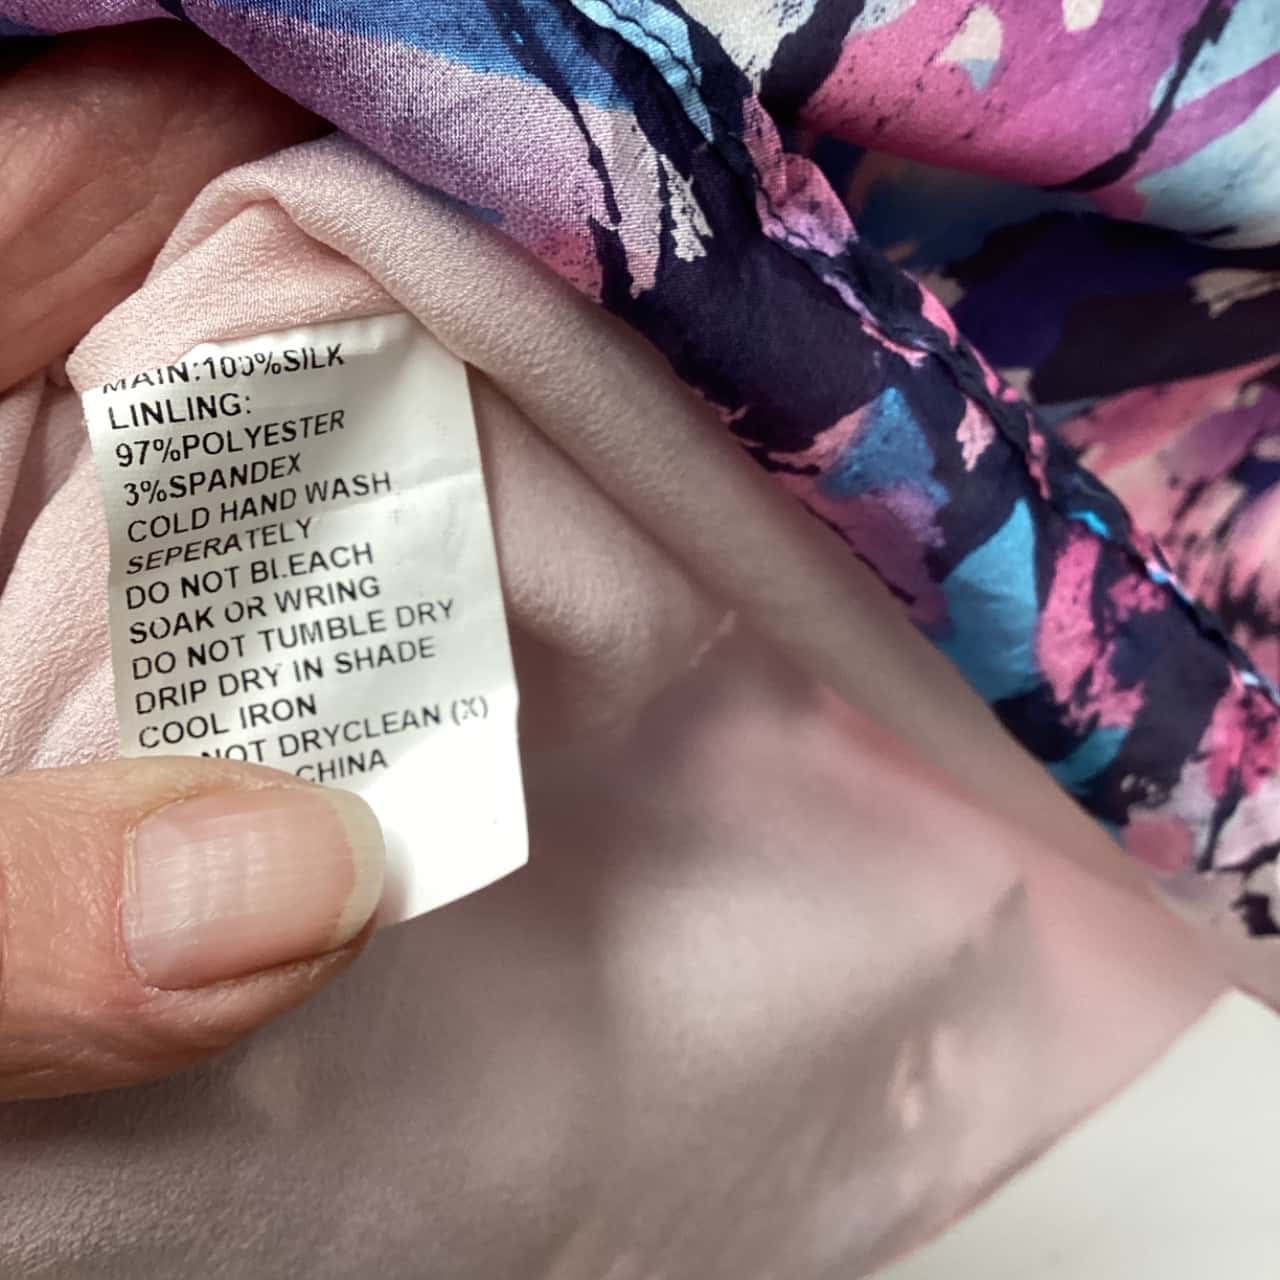 MAIN:100%SILK
LINLING:
97%POLYESTER
3%SPANDEX
COLD HAND WASH
SEPERATELY
DO NOT BLEACH
SOAK OR WRING
DO NOT TUMBLE DRY
DRIP DRY IN SHADE
COOL IRON
NOT DRYCLEAN (X)
CHINA